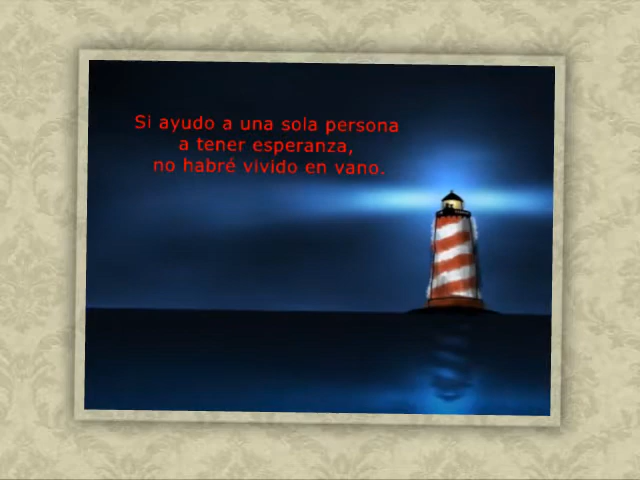 Si ayudo a una sola persona
a tener esperanza,
no habré vivido en vano.